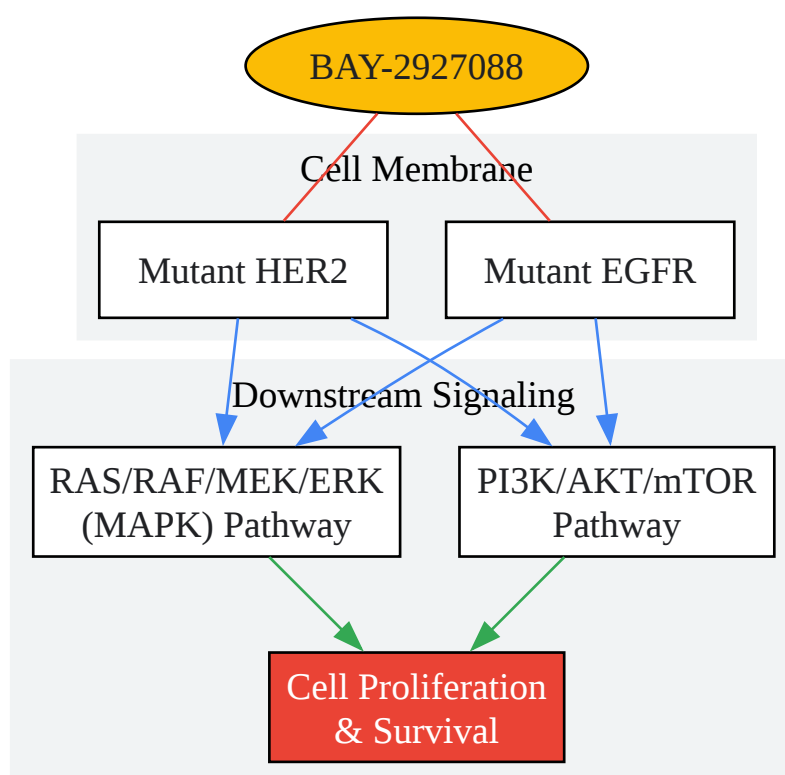 BAY-2927088
Cell Membrane
Mutant HER2
Mutant EGFR
Downstream Signaling
RAS/RAF/MEK/ERK
(MAPK) Pathway
PI3K/AKT/mTOR
Pathway
Cell Proliferation
& Survival